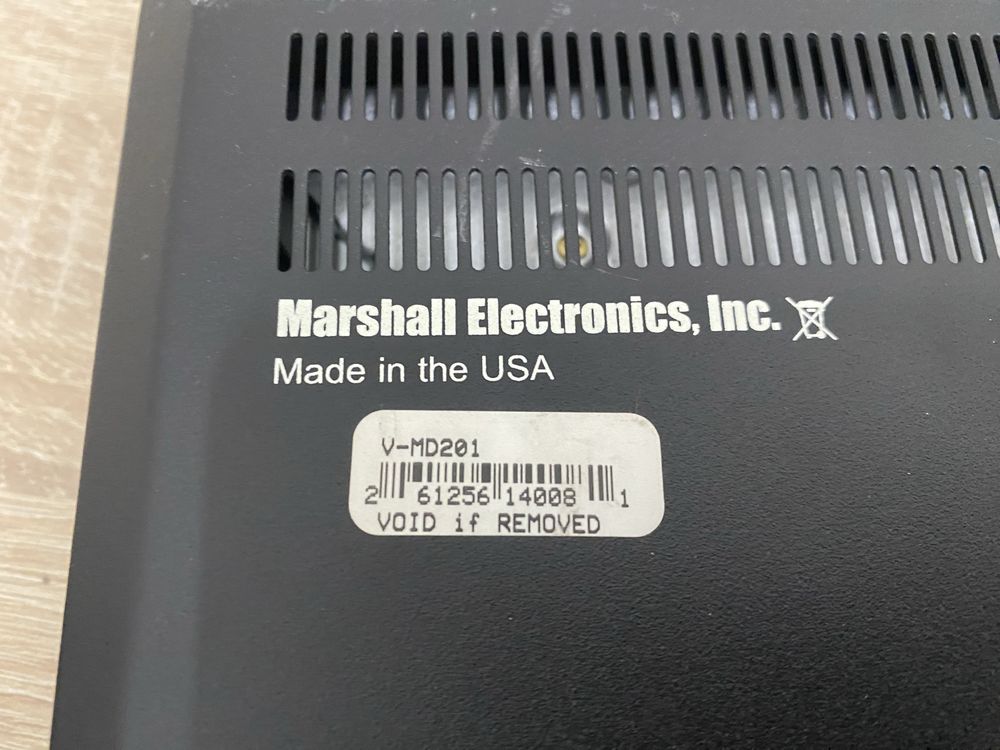 Marshall Electronics, Inc.
Made in the USA
V-MD201
2 61256 14008 1
VOID if REMOVED